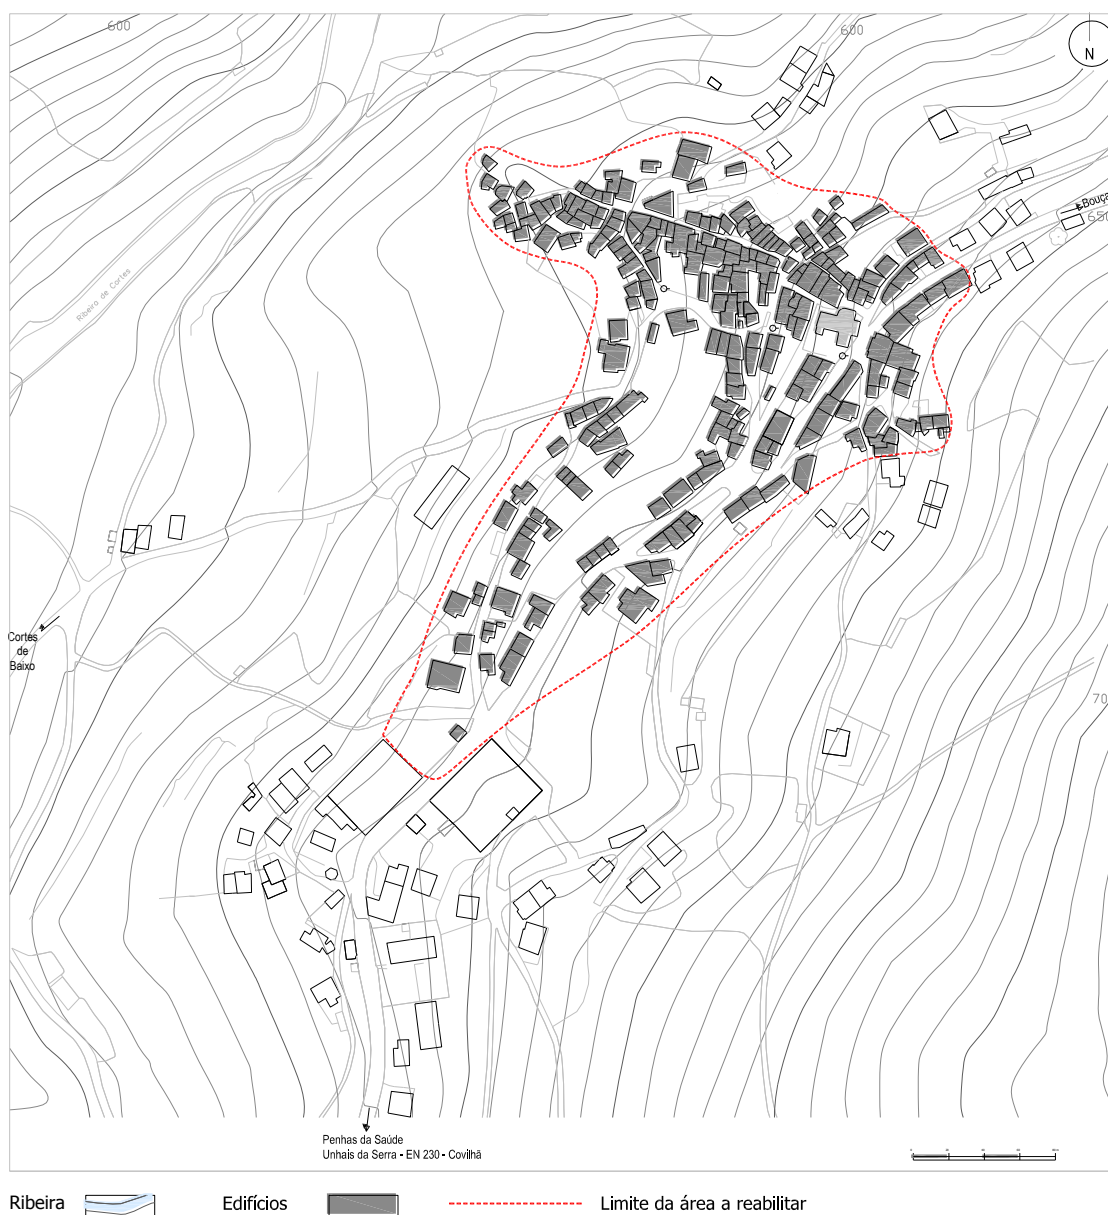 600
600
N
Bouça
650
Ribeiro de Cortes
Cortes
de
Baixo
70
Penhas da Saúde
Unhais da Serra - EN 230 - Covilhã
Ribeira
Edifícios
Limite da área a reabilitar